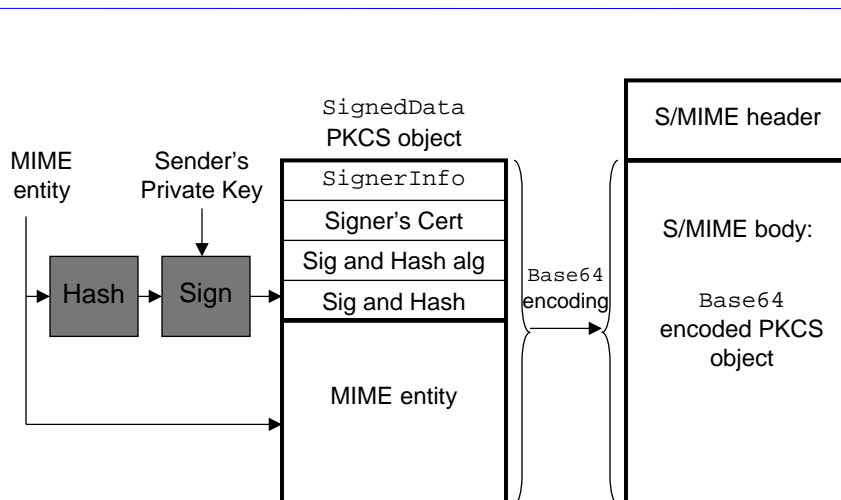 SignedData
PKCS object
S/MIME header
MIME
entity
Sender's
Private Key
SignerInfo
Signer's Cert
Sig and Hash alg
Sig and Hash
Hash
Sign
MIME entity
Base64
encoding
S/MIME body:
Base64
encoded PKCS
object